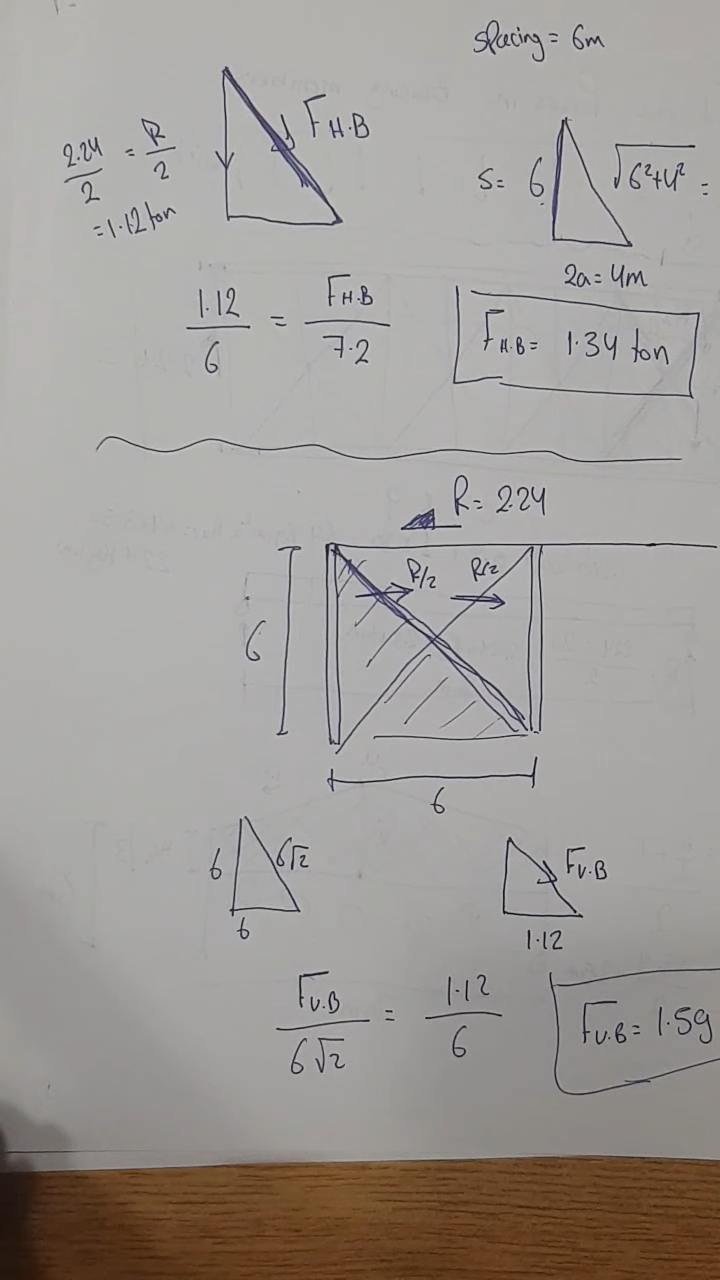 spacing = 6m
2.24/2 = R/2
= 1.12 ton
F H.B
S = 6
√6²+4² =
2a = 4m
1.12/6 = F H.B/7.2
F H.B = 1.34 ton
R = 2.24
R/2
R/2
6
6
6
6√2
6
F V.B
1.12
F V.B/6√2 = 1.12/6
F V.B = 1.59